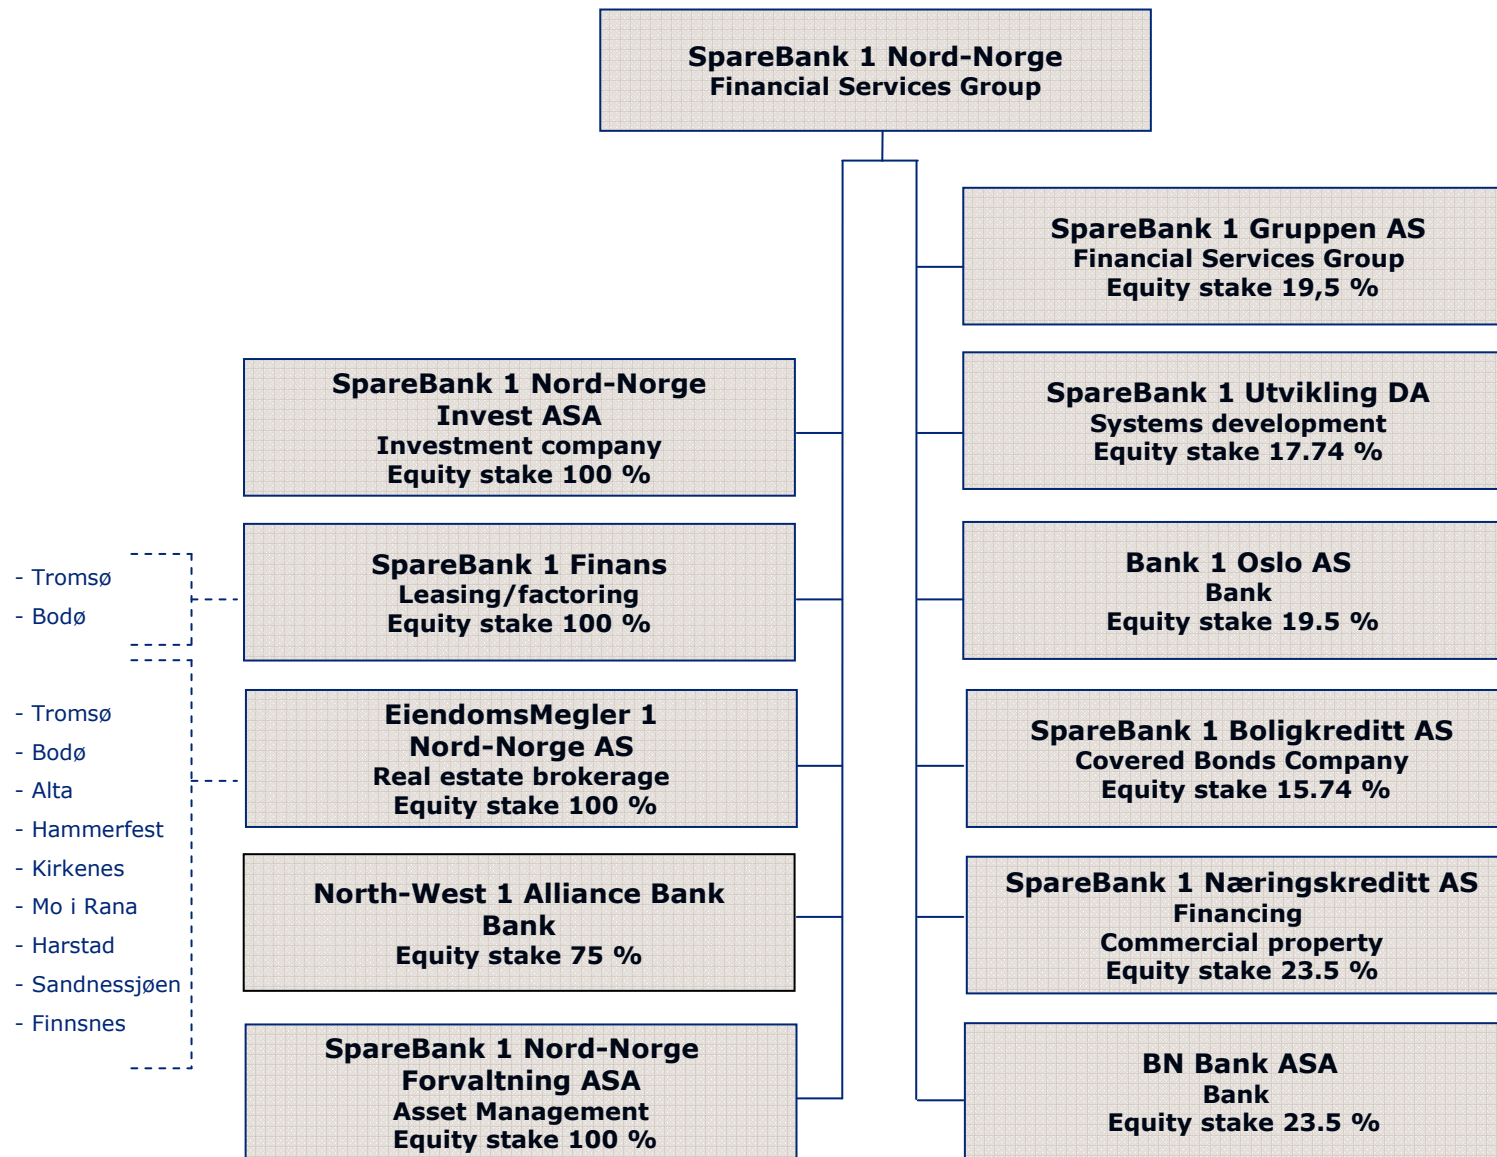 SpareBank 1 Nord-Norge
Financial Services Group
SpareBank 1 Nord-Norge
Invest ASA
Investment company
Equity stake 100 %
- Tromsø
- Bodø
SpareBank 1 Finans
Leasing/factoring
Equity stake 100 %
- Tromsø
- Bodø
- Alta
- Hammerfest
- Kirkenes
- Mo i Rana
- Harstad
- Sandnessjøen
- Finnsnes
EiendomsMegler 1
Nord-Norge AS
Real estate brokerage
Equity stake 100 %
North-West 1 Alliance Bank
Bank
Equity stake 75 %
SpareBank 1 Nord-Norge
Forvaltning ASA
Asset Management
Equity stake 100 %
SpareBank 1 Gruppen AS
Financial Services Group
Equity stake 19,5 %
SpareBank 1 Utvikling DA
Systems development
Equity stake 17.74 %
Bank 1 Oslo AS
Bank
Equity stake 19.5 %
SpareBank 1 Boligkreditt AS
Covered Bonds Company
Equity stake 15.74 %
SpareBank 1 Næringskreditt AS
Financing
Commercial property
Equity stake 23.5 %
BN Bank ASA
Bank
Equity stake 23.5 %